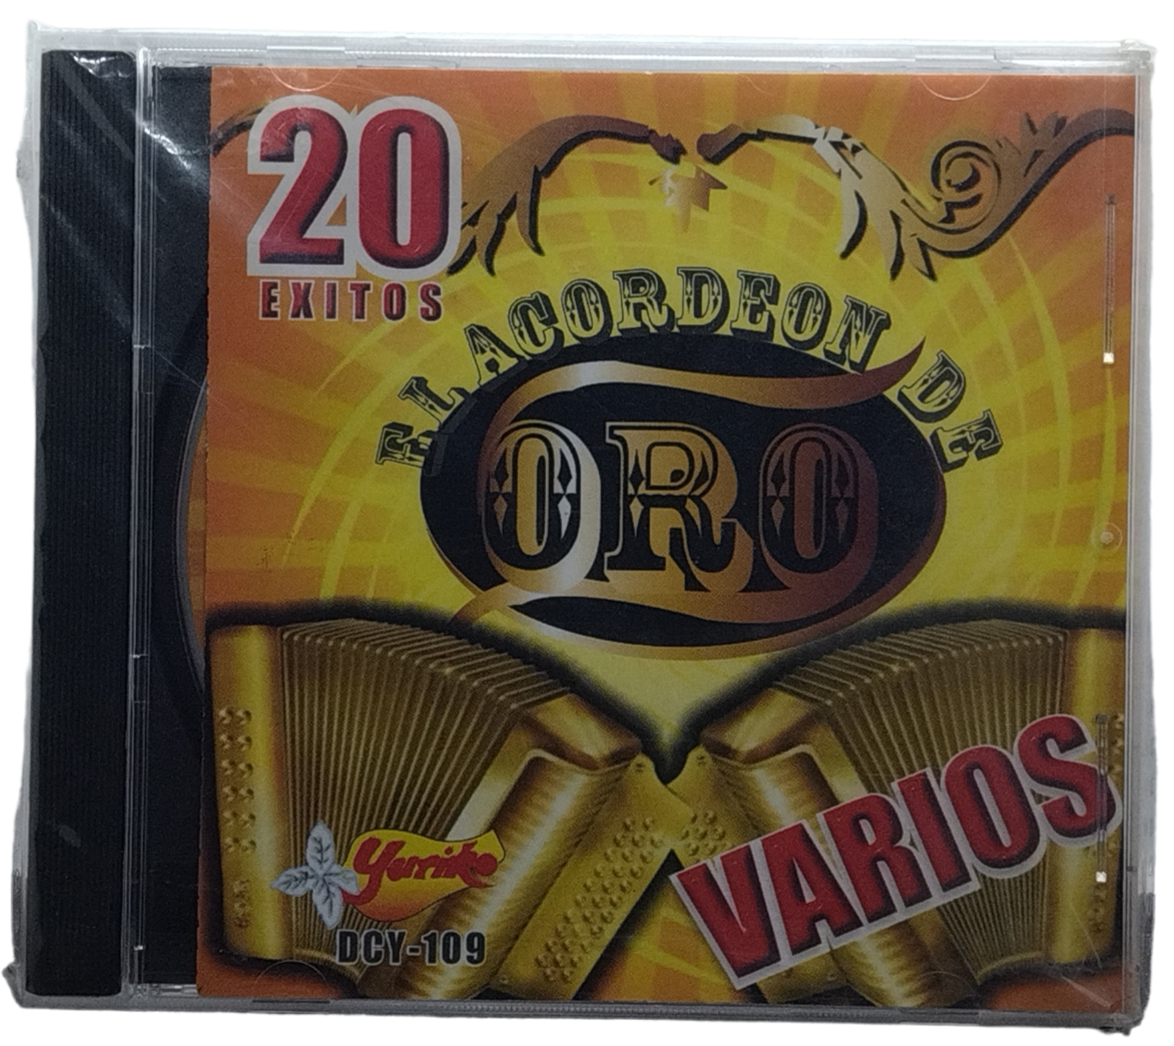 20
EXITOS
EL ACORDEON DE
ORO
VARIOS
Yuriko
DCY-109